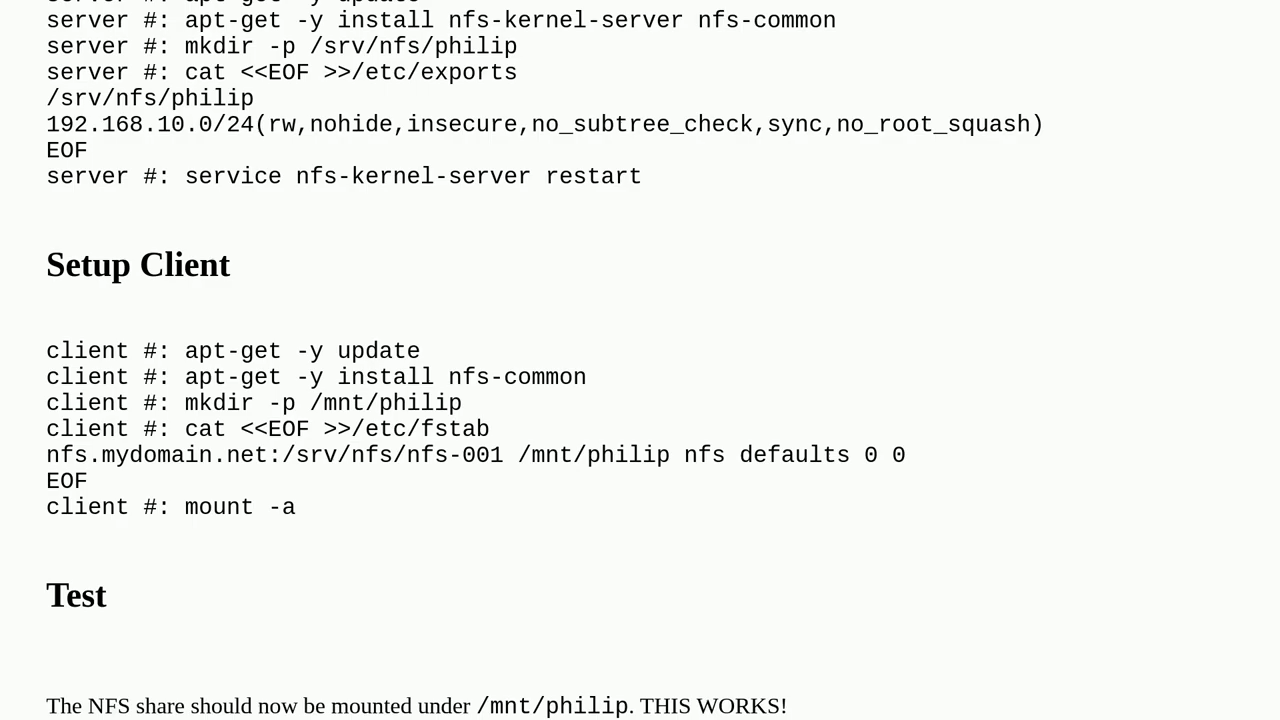 server #: apt-get -y update
server #: apt-get -y install nfs-kernel-server nfs-common
server #: mkdir -p /srv/nfs/philip
server #: cat <<EOF >>/etc/exports
/srv/nfs/philip
192.168.10.0/24(rw,nohide,insecure,no_subtree_check,sync,no_root_squash)
EOF
server #: service nfs-kernel-server restart
Setup Client
client #: apt-get -y update
client #: apt-get -y install nfs-common
client #: mkdir -p /mnt/philip
client #: cat <<EOF >>/etc/fstab
nfs.mydomain.net:/srv/nfs/nfs-001 /mnt/philip nfs defaults 0 0
EOF
client #: mount -a
Test
The NFS share should now be mounted under /mnt/philip. THIS WORKS!